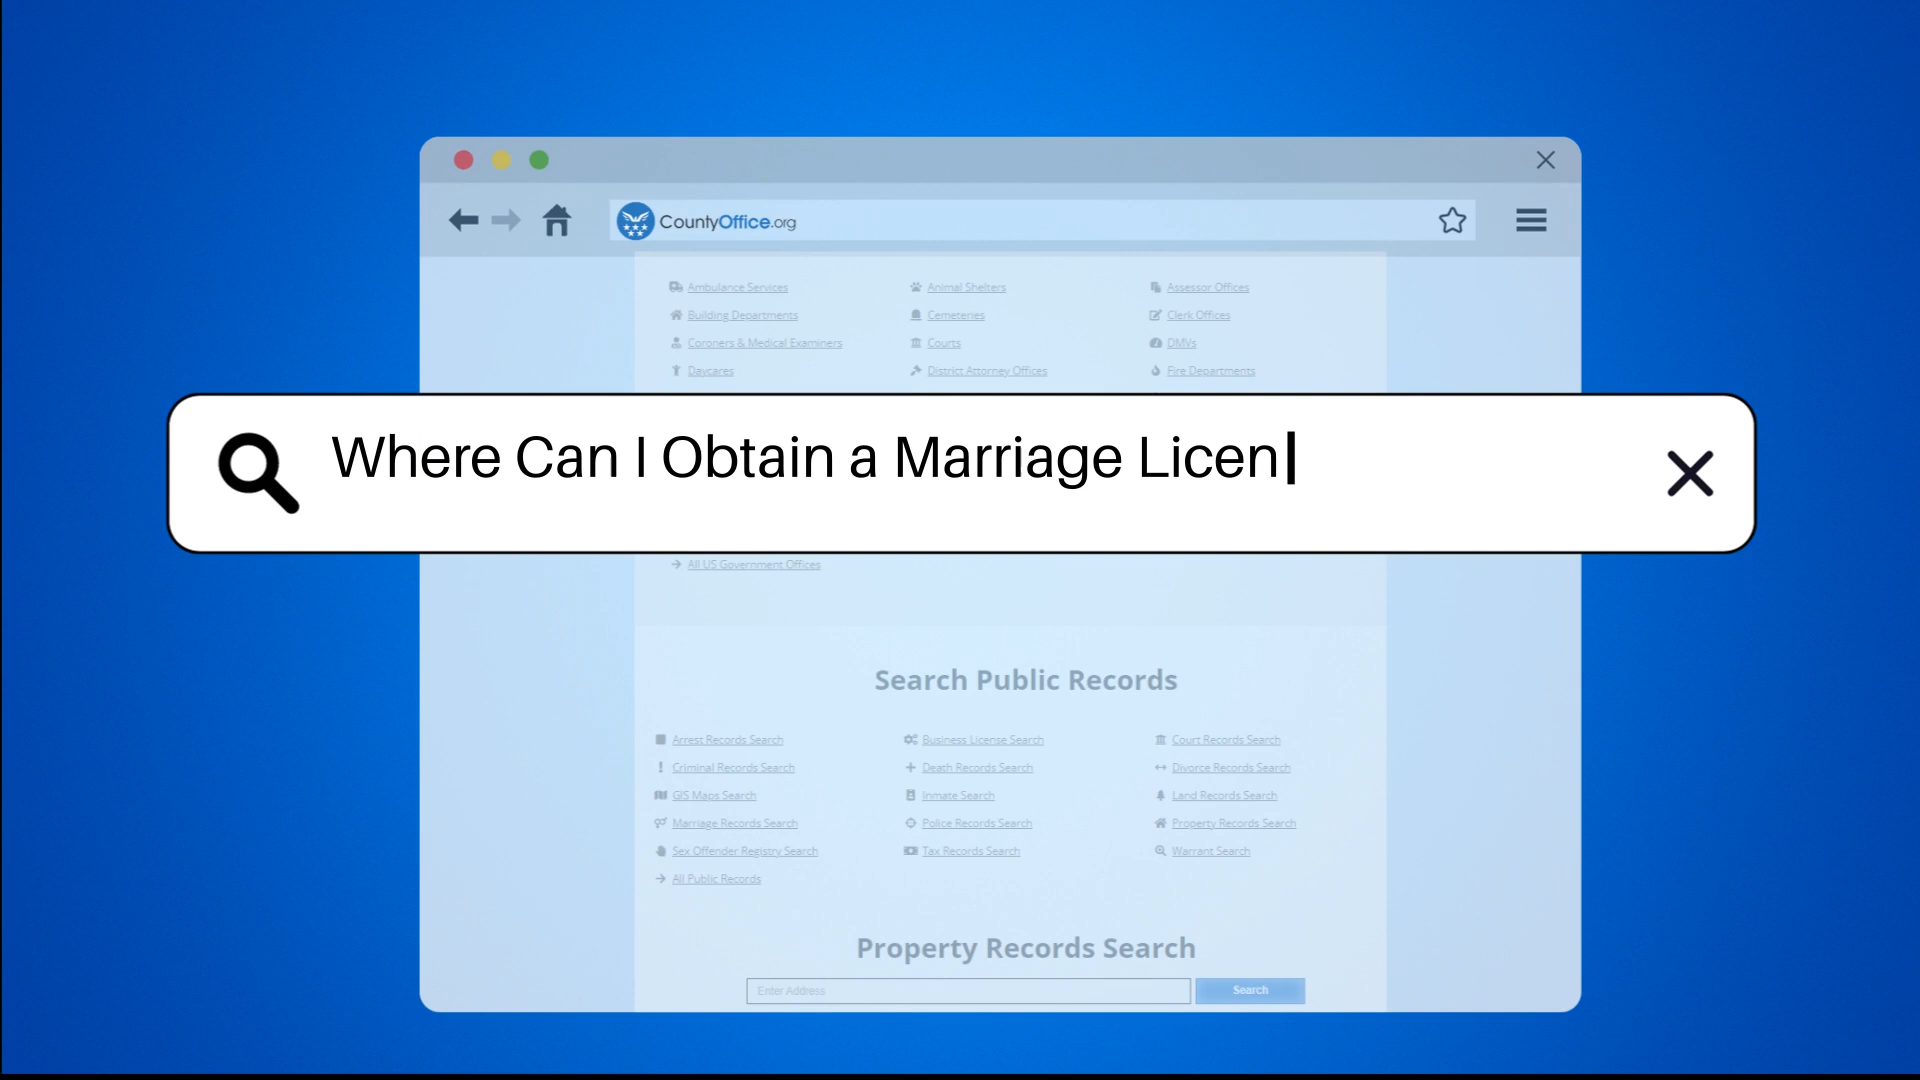 CountyOffice.org
Ambulance Services Animal Shelters Assessor Offices
Building Departments Cemeteries Clerk Offices
Coroners & Medical Examiners Courts DMVs
Daycares District Attorney Offices Fire Departments
Where Can I Obtain a Marriage Licen
All US Government Offices
Search Public Records
Arrest Records Search Business License Search Court Records Search
Criminal Records Search Death Records Search Divorce Records Search
GIS Maps Search Inmate Search Land Records Search
Marriage Records Search Police Records Search Property Records Search
Sex Offender Registry Search Tax Records Search Warrant Search
All Public Records
Property Records Search
Enter Address Search